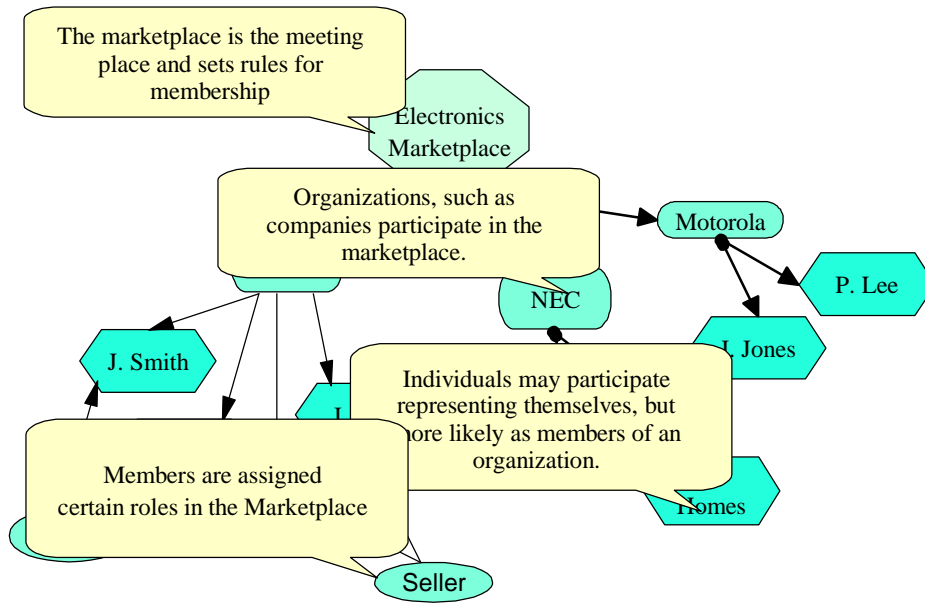 The marketplace is the meeting
place and sets rules for
membership
Electronics
Marketplace
Organizations, such as
companies participate in the
marketplace.
Motorola
P. Lee
NEC
J. Smith
Jones
Individuals may participate
representing themselves, but
more likely as members of an
organization.
Members are assigned
certain roles in the Marketplace
Homes
Seller